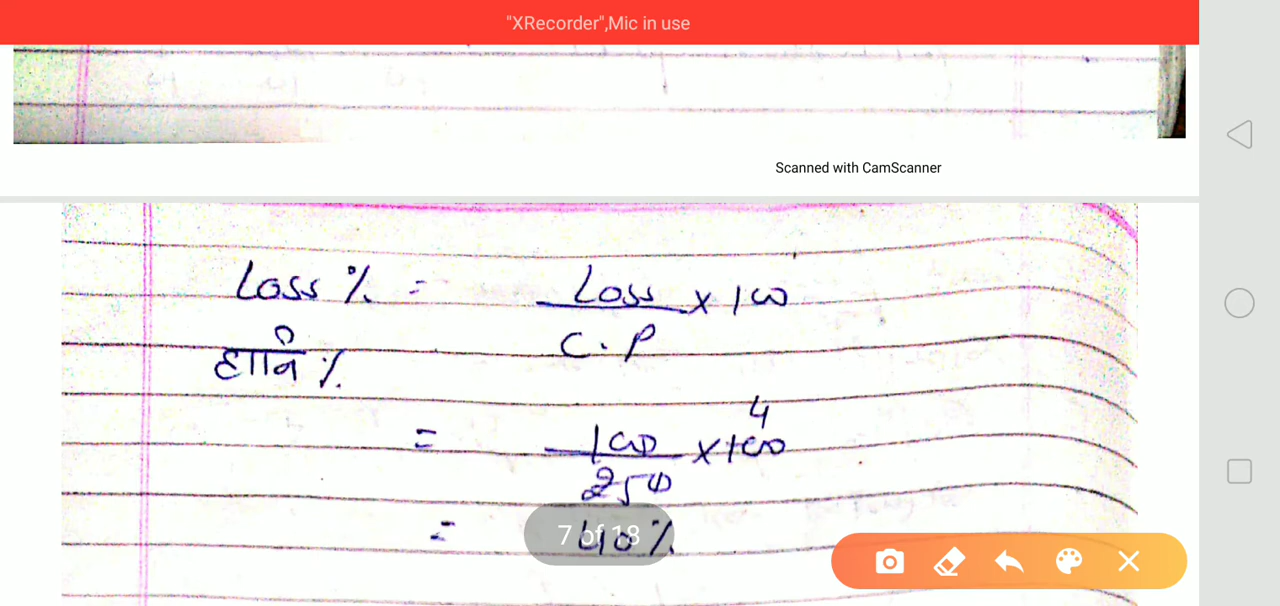 "XRecorder",Mic in use
Scanned with CamScanner
Loss % = Loss × 100
C.P
हानि %
= 100 × 100 4
250
= 40%
7 of 18